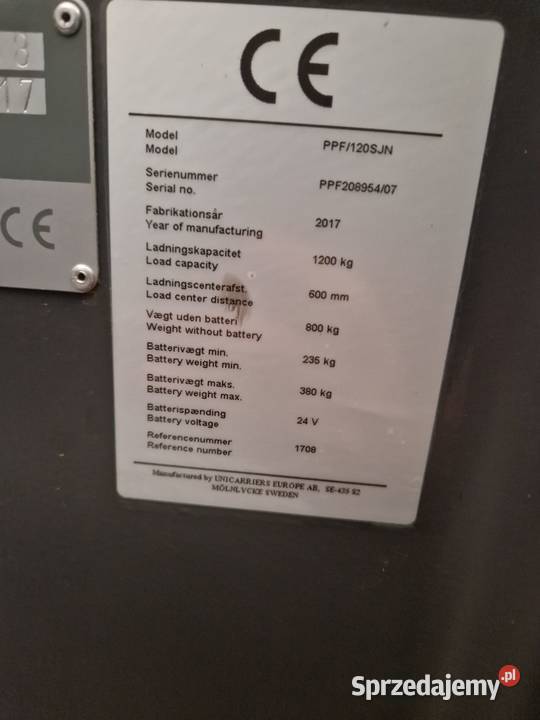 8
17
CE
CE
Model
Model
PPF/120SJN
Serienummer
Serial no.
PPF208954/07
Fabrikationsår
Year of manufacturing
2017
Ladningskapacitet
Load capacity
1200 kg
Ladningscenterafst.
Load center distance
600 mm
Vægt uden batteri
Weight without battery
800 kg
Batterivægt min.
Battery weight min.
235 kg
Batterivægt maks.
Battery weight max.
380 kg
Batterispænding
Battery voltage
24 V
Referencenummer
Reference number
1708
Manufactured by UNICARRIERS EUROPE AB, SE-435 82
MÖLNLYCKE SWEDEN
Sprzedajemy.pl